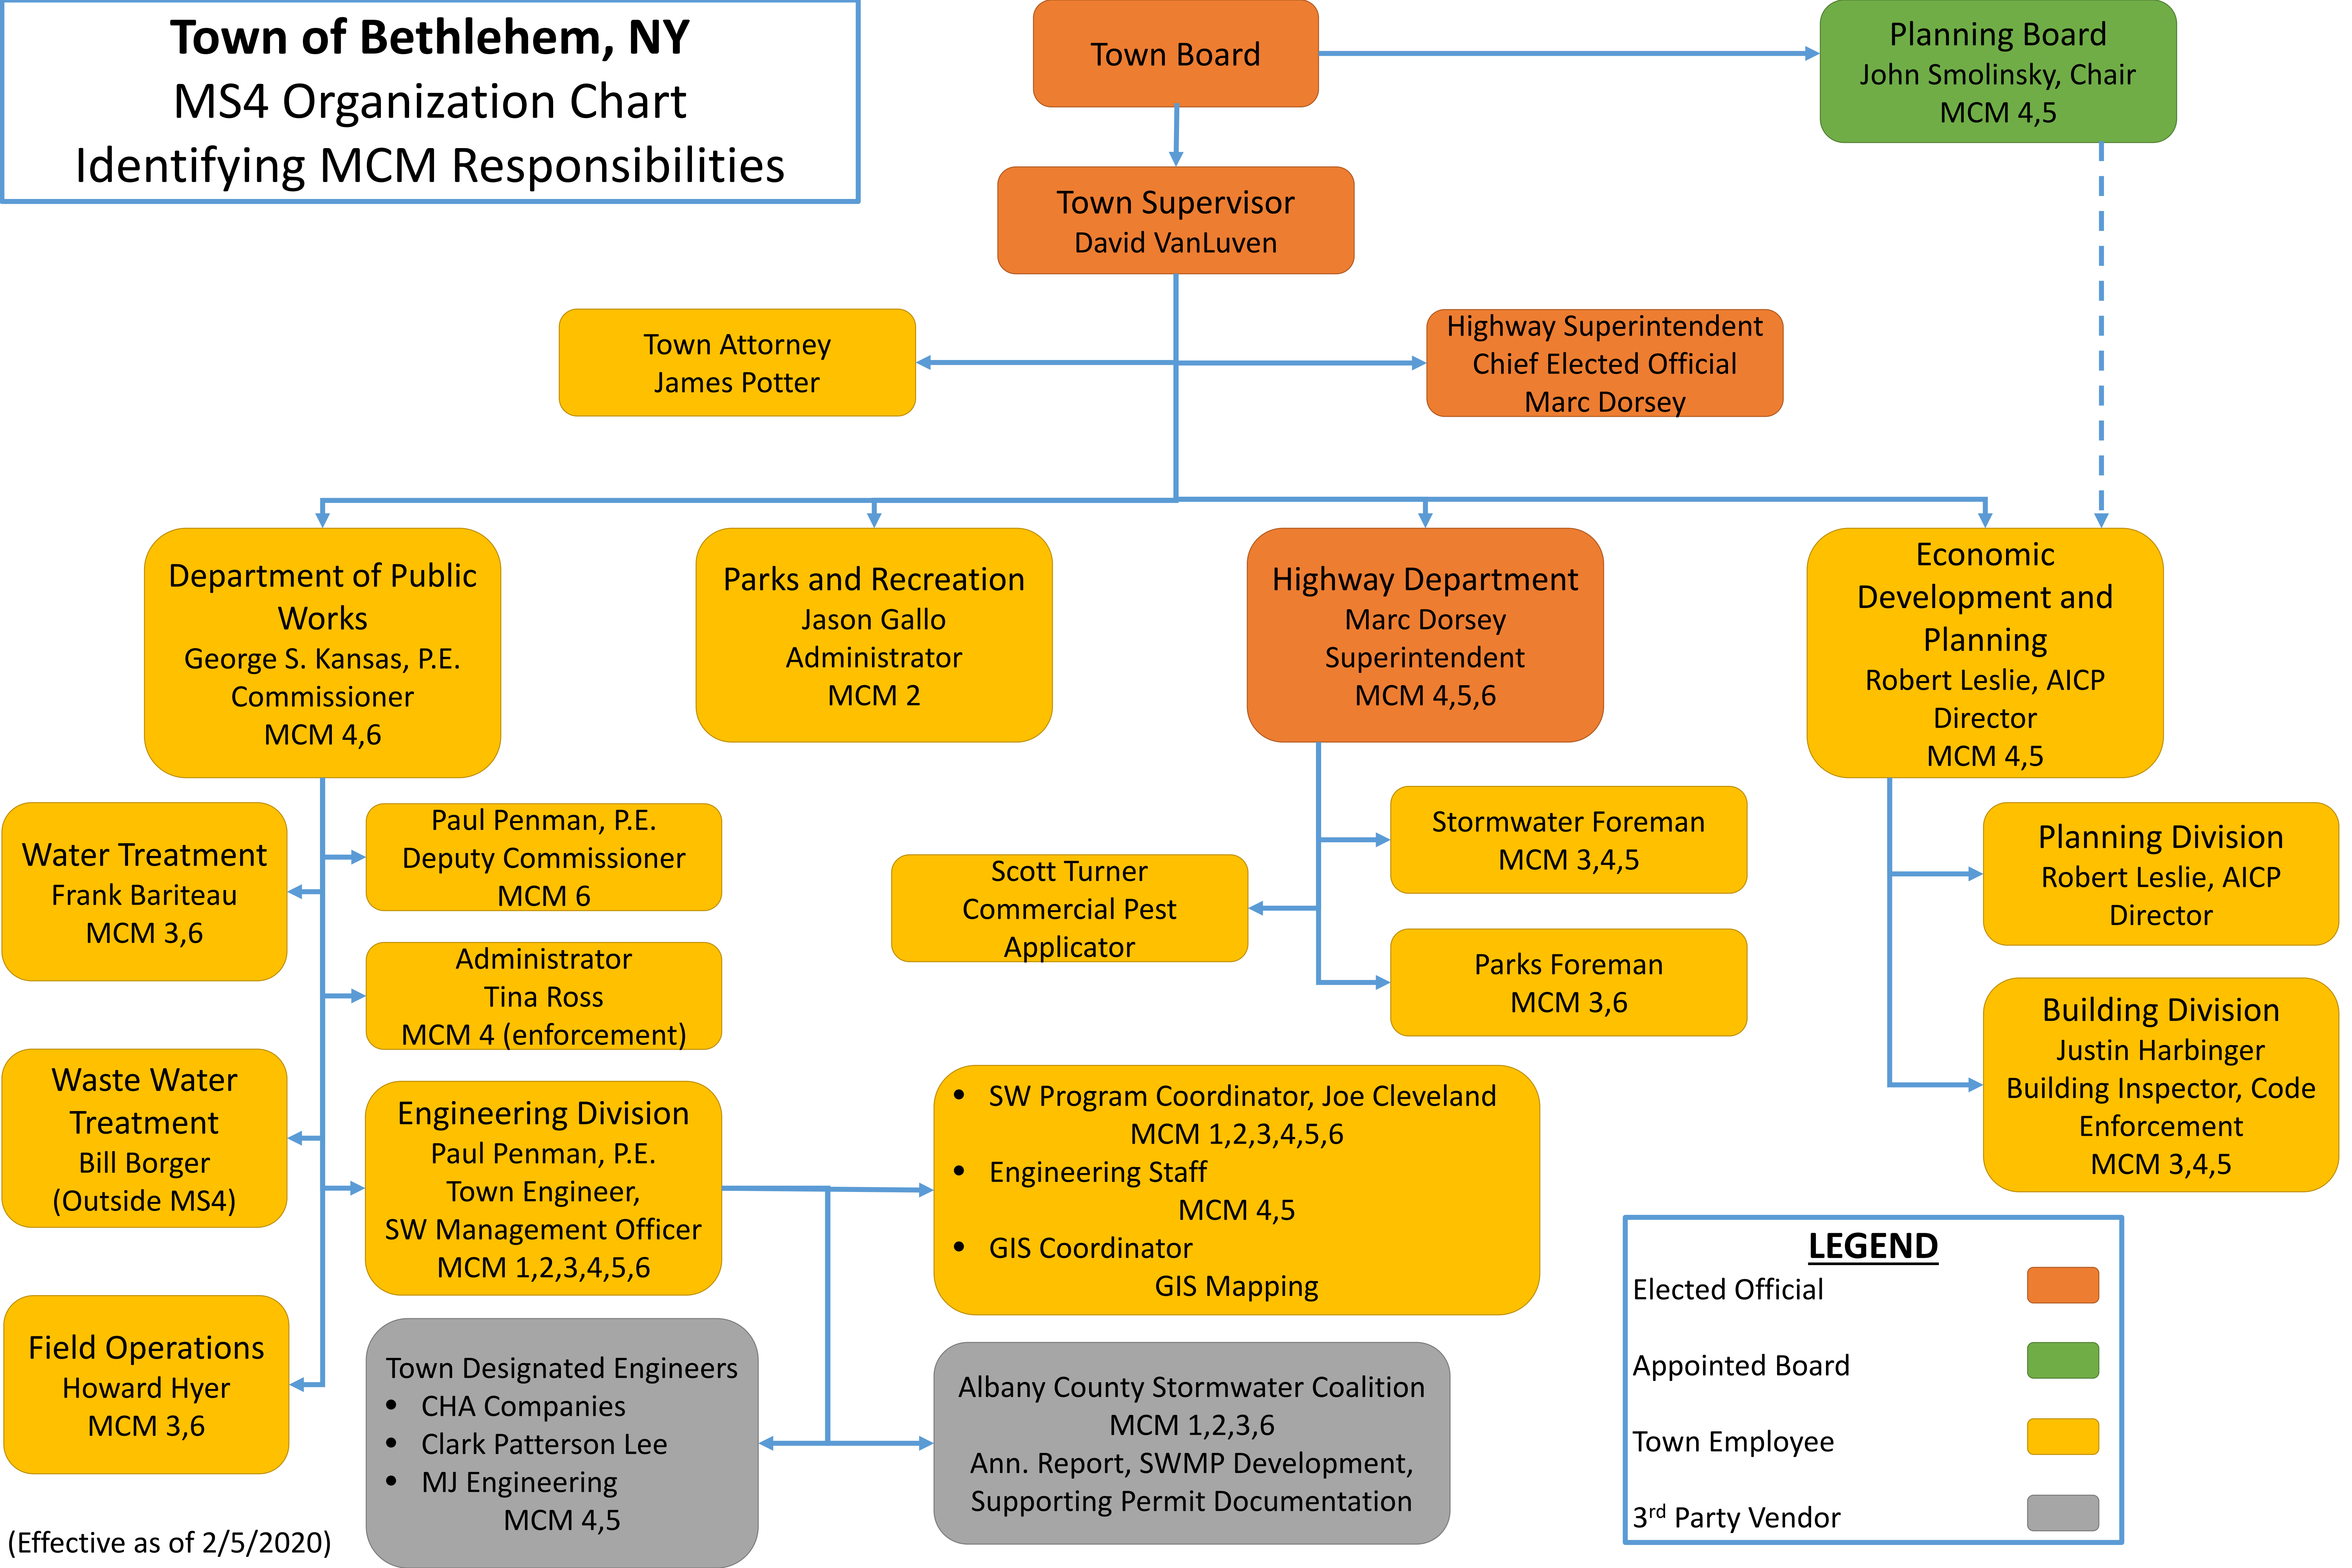 Town of Bethlehem, NY
MS4 Organization Chart
Identifying MCM Responsibilities
Town Board
Planning Board
John Smolinsky, Chair
MCM 4,5
Town Supervisor
David VanLuven
Town Attorney
James Potter
Highway Superintendent
Chief Elected Official
Marc Dorsey
Department of Public
Works
George S. Kansas, P.E.
Commissioner
MCM 4,6
Parks and Recreation
Jason Gallo
Administrator
MCM 2
Highway Department
Marc Dorsey
Superintendent
MCM 4,5,6
Economic
Development and
Planning
Robert Leslie, AICP
Director
MCM 4,5
Water Treatment
Frank Bariteau
MCM 3,6
Paul Penman, P.E.
Deputy Commissioner
MCM 6
Administrator
Tina Ross
MCM 4 (enforcement)
Waste Water
Treatment
Bill Borger
(Outside MS4)
Engineering Division
Paul Penman, P.E.
Town Engineer,
SW Management Officer
MCM 1,2,3,4,5,6
Field Operations
Howard Hyer
MCM 3,6
Town Designated Engineers
• CHA Companies
• Clark Patterson Lee
• MJ Engineering
MCM 4,5
Scott Turner
Commercial Pest
Applicator
Stormwater Foreman
MCM 3,4,5
Parks Foreman
MCM 3,6
• SW Program Coordinator, Joe Cleveland
MCM 1,2,3,4,5,6
• Engineering Staff
MCM 4,5
• GIS Coordinator
GIS Mapping
Albany County Stormwater Coalition
MCM 1,2,3,6
Ann. Report, SWMP Development,
Supporting Permit Documentation
Planning Division
Robert Leslie, AICP
Director
Building Division
Justin Harbinger
Building Inspector, Code
Enforcement
MCM 3,4,5
LEGEND
Elected Official
Appointed Board
Town Employee
3rd Party Vendor
(Effective as of 2/5/2020)